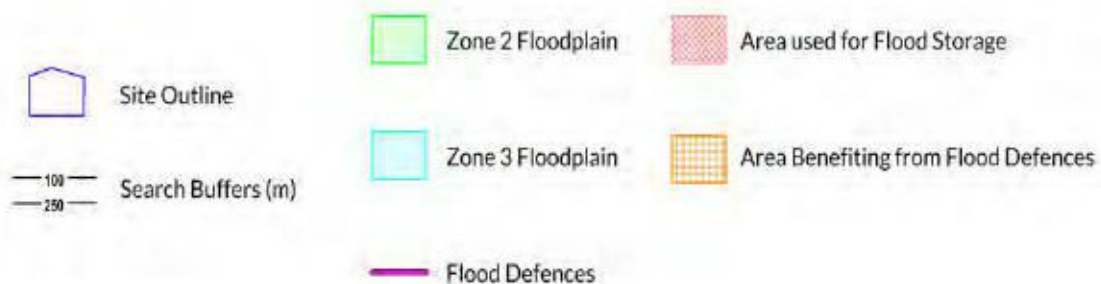 Site Outline
100
250
Search Buffers (m)
Zone 2 Floodplain
Zone 3 Floodplain
Flood Defences
Area used for Flood Storage
Area Benefiting from Flood Defences